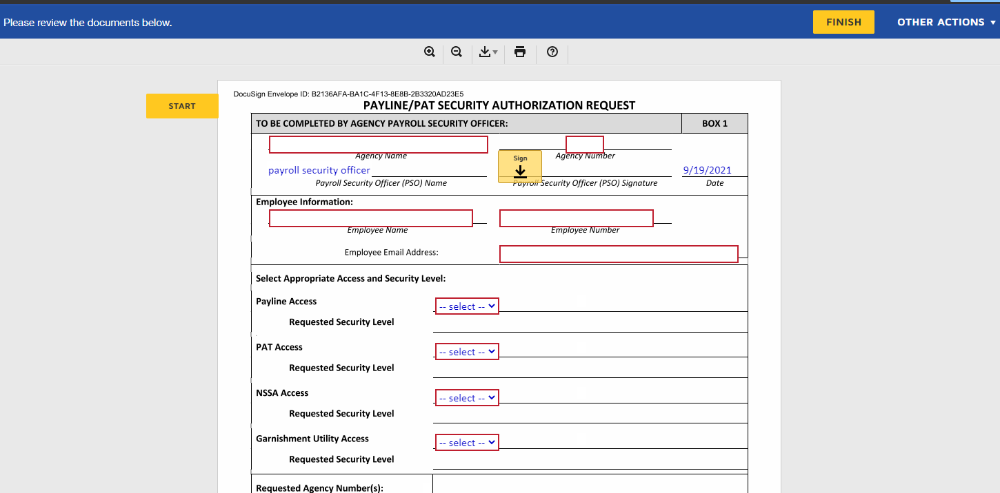 Please review the documents below.
FINISH
OTHER ACTIONS
START
DocuSign Envelope ID: B2136AFA-BA1C-4F13-8E8B-2B3320AD23E5
PAYLINE/PAT SECURITY AUTHORIZATION REQUEST
TO BE COMPLETED BY AGENCY PAYROLL SECURITY OFFICER: BOX 1
Agency Name Agency Number
payroll security officer Sign 9/19/2021
Payroll Security Officer (PSO) Name Payroll Security Officer (PSO) Signature Date
Employee Information:
Employee Name Employee Number
Employee Email Address:
Select Appropriate Access and Security Level:
Payline Access -- select --
Requested Security Level
PAT Access -- select --
Requested Security Level
NSSA Access -- select --
Requested Security Level
Garnishment Utility Access -- select --
Requested Security Level
Requested Agency Number(s):